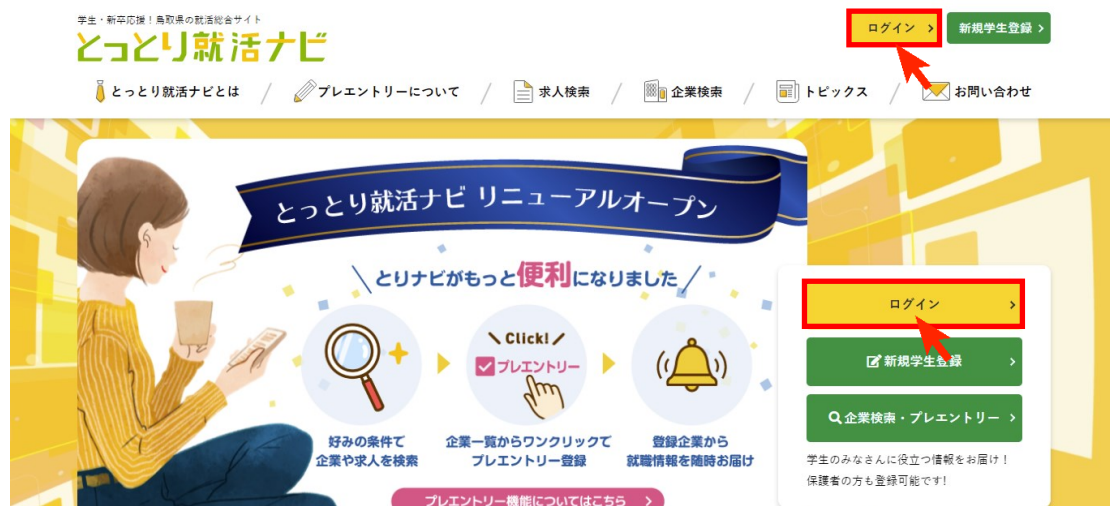 学生・新卒応援！鳥取県の就活総合サイト
とっとり就活ナビ
ログイン
新規学生登録
とっとり就活ナビとは
プレエントリーについて
求人検索
企業検索
トピックス
お問い合わせ
とっとり就活ナビ リニューアルオープン
とりナビがもっと便利になりました
Click!
プレエントリー
好みの条件で
企業や求人を検索
企業一覧からワンクリックで
プレエントリー登録
登録企業から
就職情報を随時お届け
プレエントリー機能についてはこちら
ログイン
新規学生登録
企業検索・プレエントリー
学生のみなさんに役立つ情報をお届け！
保護者の方も登録可能です!